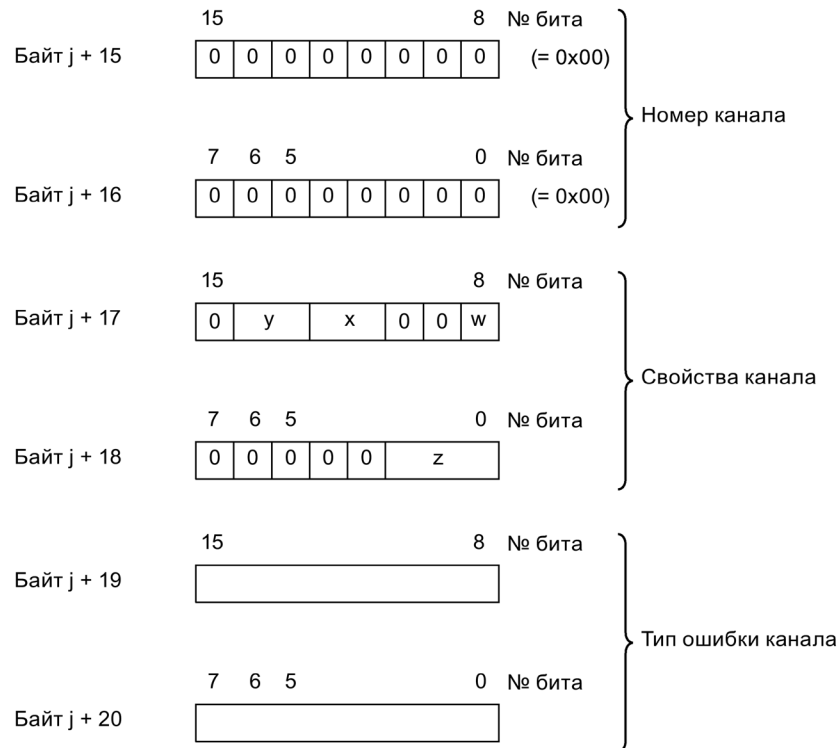 15 8 № бита
Байт j + 15 0 0 0 0 0 0 0 0 (= 0x00)
Номер канала
7 6 5 0 № бита
Байт j + 16 0 0 0 0 0 0 0 0 (= 0x00)
15 8 № бита
Байт j + 17 0 y x 0 0 w
Свойства канала
7 6 5 0 № бита
Байт j + 18 0 0 0 0 0 z
15 8 № бита
Байт j + 19
Тип ошибки канала
7 6 5 0 № бита
Байт j + 20